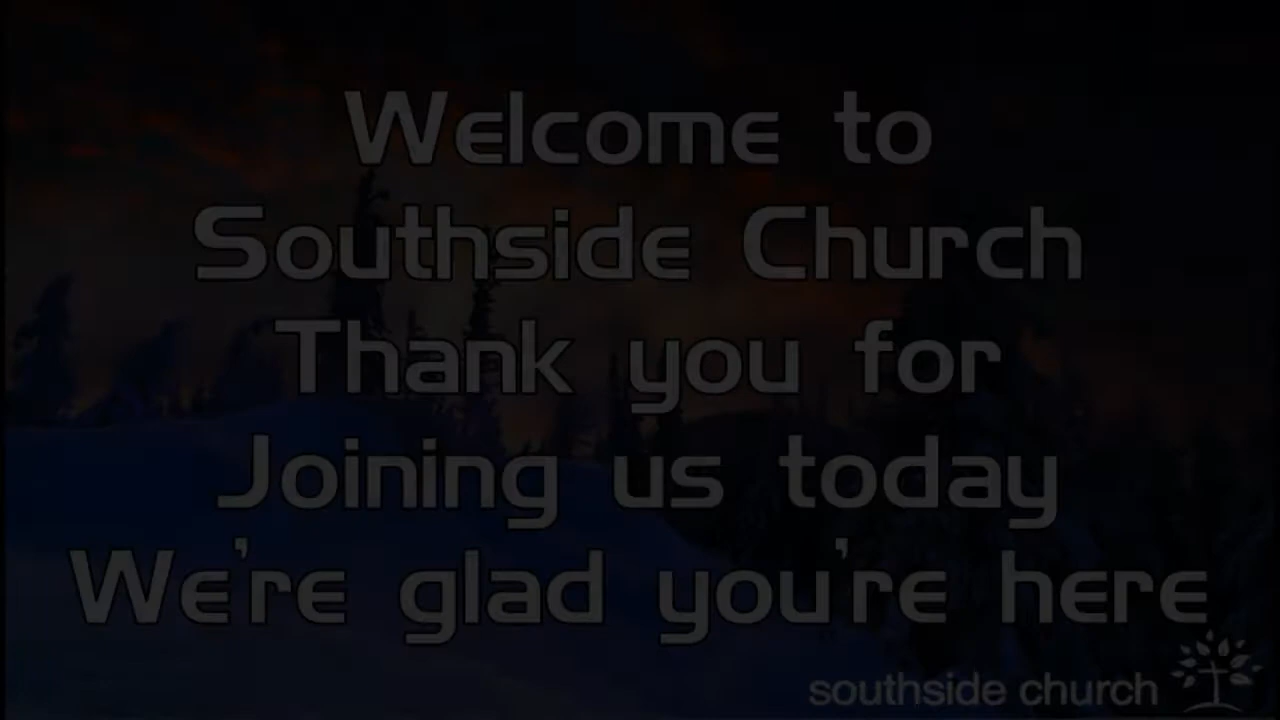 Welcome to
Southside Church
Thank you for
Joining us today
We're glad you're here
southside church